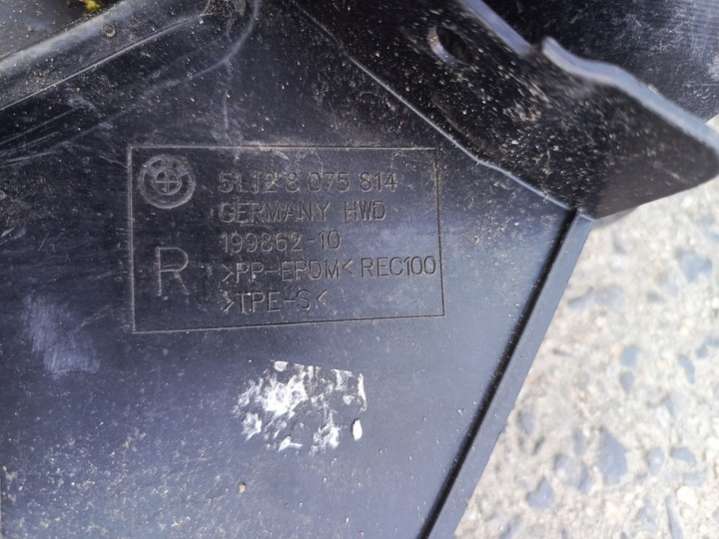 51.12 8 075 814
GERMANY HWD
199862-10
R
>PP-EPDM< REC100
>TPE-S<